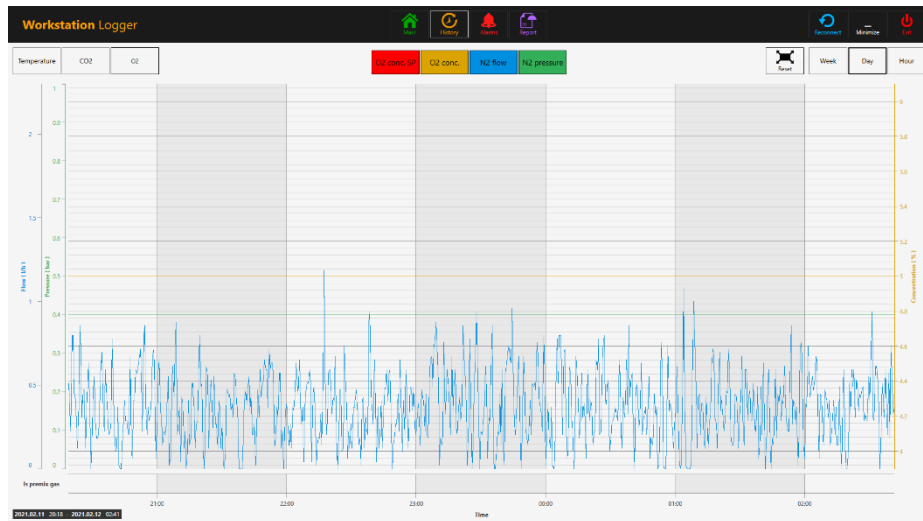 Workstation Logger
Main
History
Alarms
Report
Reconnect
Minimize
Exit
Temperature
CO2
O2
O2 conc. SP
O2 conc.
N2 flow
N2 pressure
Reset
Week
Day
Hour
Flow ( l/h )
2
1.5
1
0.5
0
Pressure ( bar )
1
0.9
0.8
0.7
0.6
0.5
0.4
0.3
0.2
0.1
0
Concentration ( % )
6
5.8
5.6
5.4
5.2
5
4.8
4.6
4.4
4.2
4
Is premix gas
21:00
22:00
23:00
00:00
01:00
02:00
Time
2021.02.11 20:18 - 2021.02.12 02:41